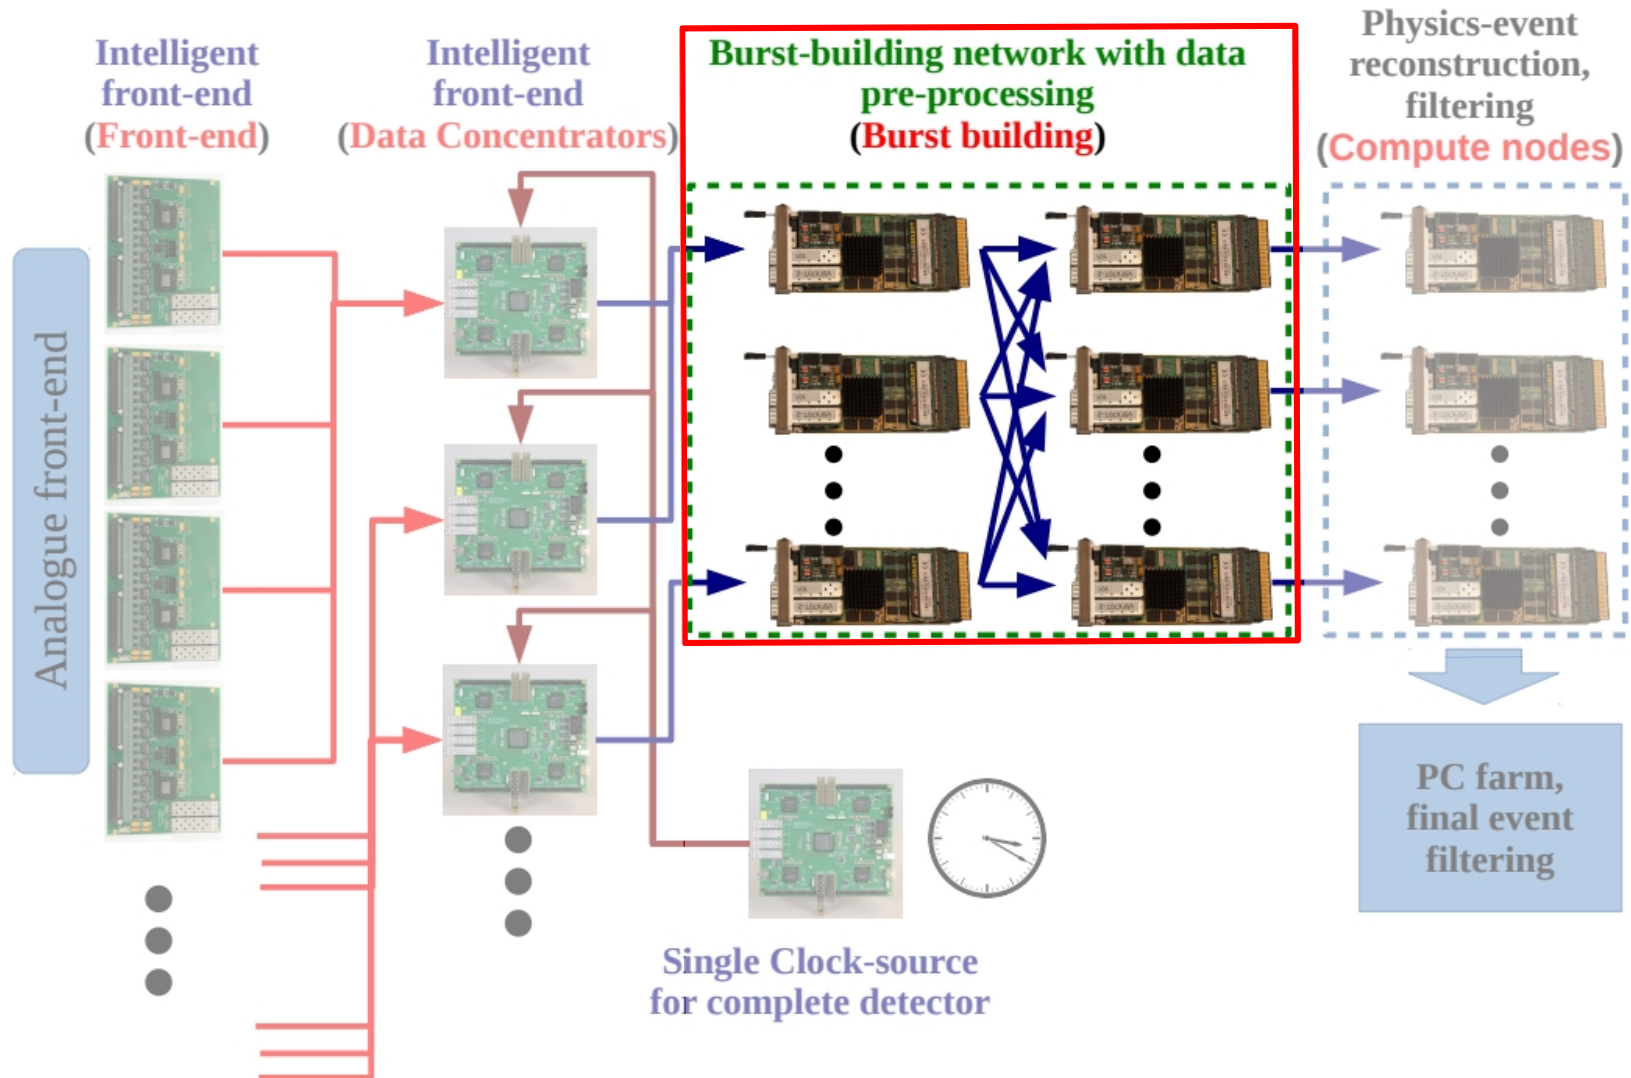 Intelligent
front-end
(Front-end)
Intelligent
front-end
(Data Concentrators)
Burst-building network with data
pre-processing
(Burst building)
Physics-event
reconstruction,
filtering
(Compute nodes)
Analogue front-end
Single Clock-source
for complete detector
PC farm,
final event
filtering